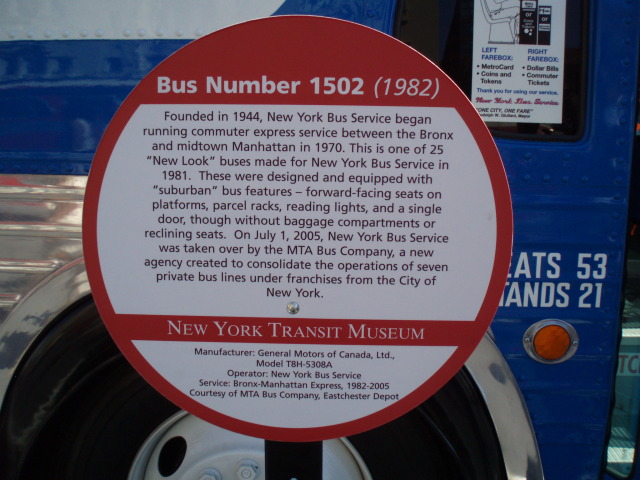 LEFT FAREBOX:
• MetroCard
• Coins and Tokens
RIGHT FAREBOX:
• Dollar Bills
• Commuter Tickets
Thank you for using our service.
New York Bus Service
"ONE CITY, ONE FARE"
Rudolph W. Giuliani, Mayor
Bus Number 1502 (1982)
Founded in 1944, New York Bus Service began
running commuter express service between the Bronx
and midtown Manhattan in 1970. This is one of 25
"New Look" buses made for New York Bus Service in
1981. These were designed and equipped with
"suburban" bus features – forward-facing seats on
platforms, parcel racks, reading lights, and a single
door, though without baggage compartments or
reclining seats. On July 1, 2005, New York Bus Service
was taken over by the MTA Bus Company, a new
agency created to consolidate the operations of seven
private bus lines under franchises from the City of
New York.
NEW YORK TRANSIT MUSEUM
Manufacturer: General Motors of Canada, Ltd.,
Model T8H-5308A
Operator: New York Bus Service
Service: Bronx-Manhattan Express, 1982-2005
Courtesy of MTA Bus Company, Eastchester Depot
EATS 53
TANDS 21